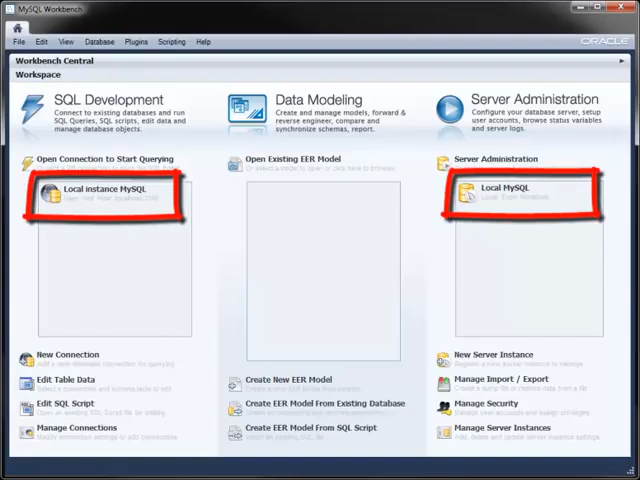 MySQL Workbench
File Edit View Database Plugins Scripting Help
ORACLE
Workbench Central
Workspace
SQL Development
Connect to existing databases and run
SQL Queries, SQL scripts, edit data and
manage database objects.
Open Connection to Start Querying
Local instance MySQL
New Connection
Edit Table Data
Edit SQL Script
Manage Connections
Data Modeling
Create and manage models, forward &
reverse engineer, compare and
synchronize schemas, report.
Open Existing EER Model
Create New EER Model
Create EER Model From Existing Database
Create EER Model From SQL Script
Server Administration
Configure your database server, setup
user accounts, browse status variables
and server logs.
Server Administration
Local MySQL
New Server Instance
Manage Import / Export
Manage Security
Manage Server Instances